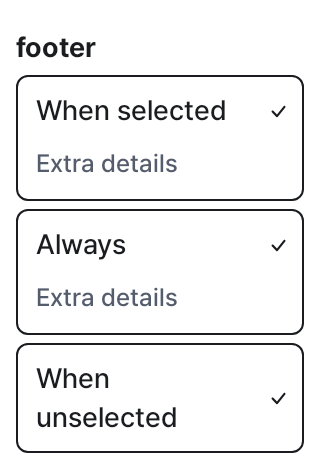 footer
When selected
Extra details
Always
Extra details
When
unselected